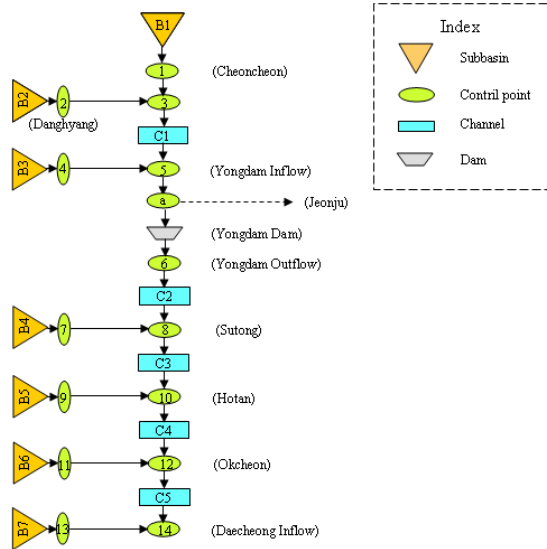 B1
Index
1
(Cheoncheon)
Subbasin
B2
2
3
Contril point
(Danghyang)
C1
Channel
B3
4
5
(Yongdam Inflow)
Dam
a
(Jeonju)
(Yongdam Dam)
6
(Yongdam Outflow)
C2
B4
7
8
(Sutong)
C3
B5
9
10
(Hotan)
C4
B6
11
12
(Okcheon)
C5
B7
13
14
(Daecheong Inflow)